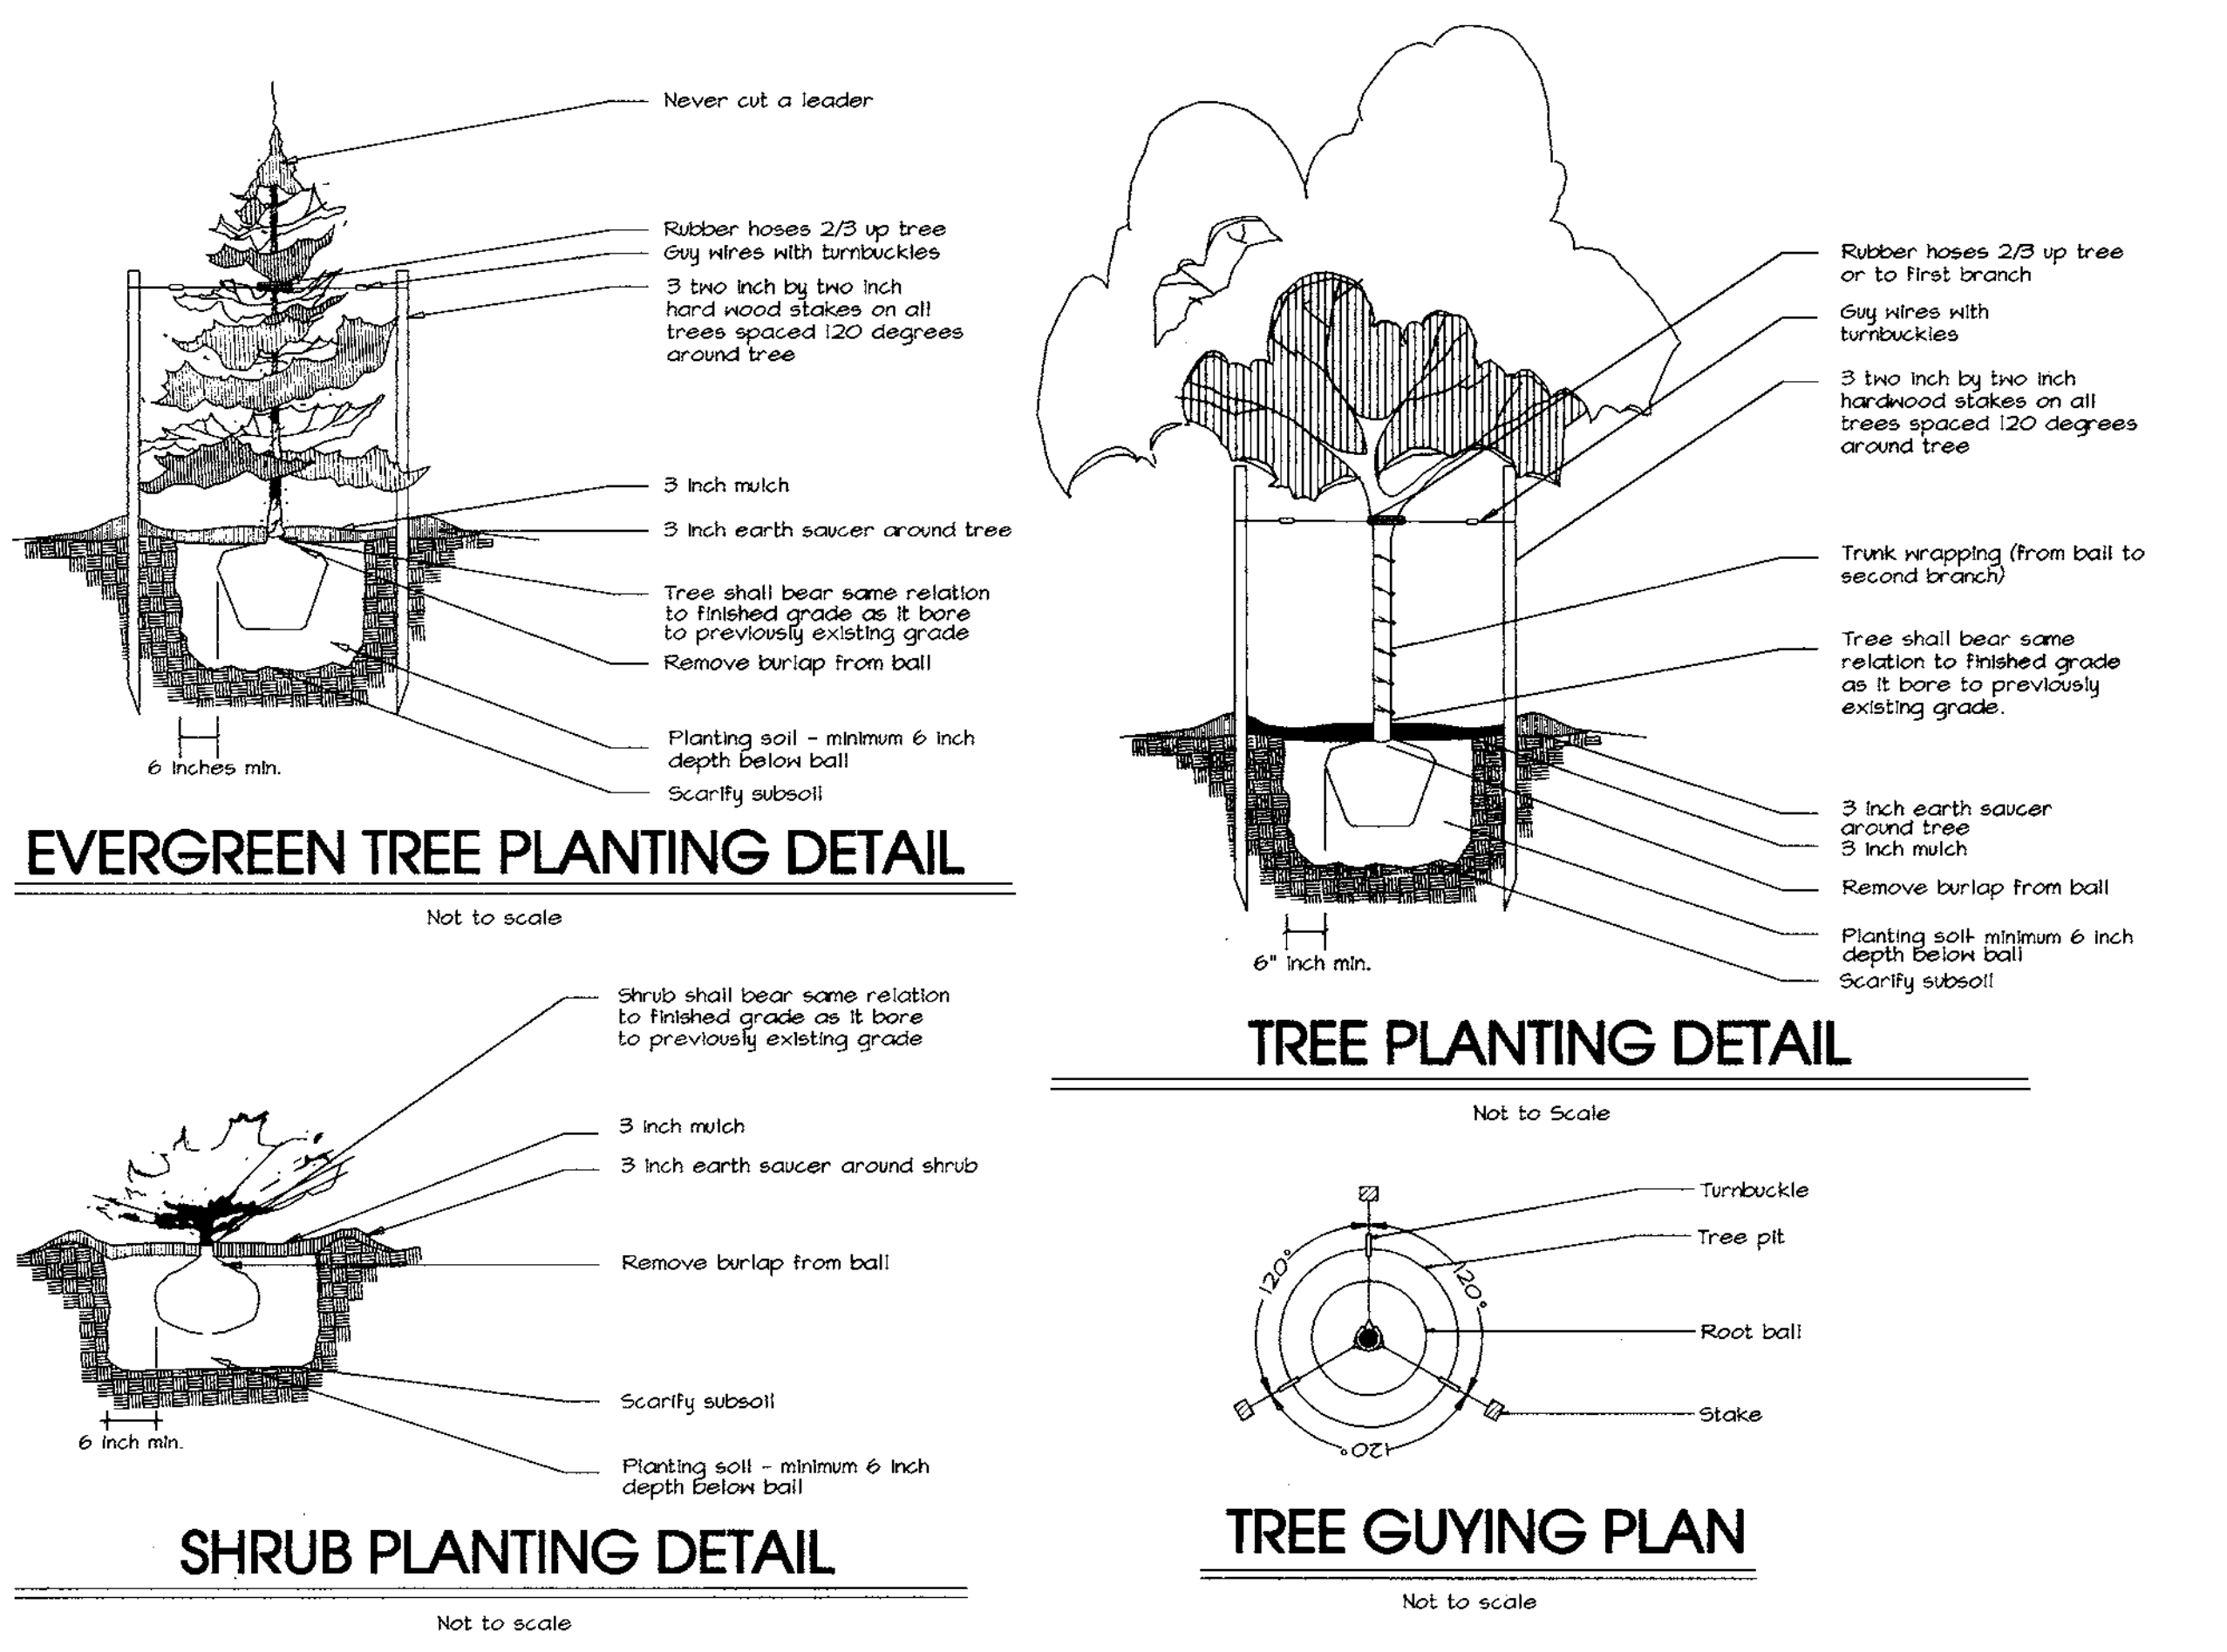 Never cut a leader
Rubber hoses 2/3 up tree
Guy wires with turnbuckles
3 two inch by two inch
hard wood stakes on all
trees spaced 120 degrees
around tree
3 inch mulch
3 inch earth saucer around tree
Tree shall bear same relation
to finished grade as it bore
to previously existing grade
Remove burlap from ball
Planting soil - minimum 6 inch
depth below ball
Scarify subsoil
6 inches min.
EVERGREEN TREE PLANTING DETAIL
Not to scale
Rubber hoses 2/3 up tree
or to first branch
Guy wires with
turnbuckles
3 two inch by two inch
hardwood stakes on all
trees spaced 120 degrees
around tree
Trunk wrapping (from ball to
second branch)
Tree shall bear same
relation to finished grade
as it bore to previously
existing grade.
3 inch earth saucer
around tree
3 inch mulch
Remove burlap from ball
Planting soil- minimum 6 inch
depth below ball
Scarify subsoil
6" inch min.
TREE PLANTING DETAIL
Not to Scale
Shrub shall bear same relation
to finished grade as it bore
to previously existing grade
3 inch mulch
3 inch earth saucer around shrub
Remove burlap from ball
Scarify subsoil
6 inch min.
Planting soil - minimum 6 inch
depth below ball
SHRUB PLANTING DETAIL
Not to scale
Turnbuckle
Tree pit
120°
120°
Root ball
Stake
120°
TREE GUYING PLAN
Not to scale